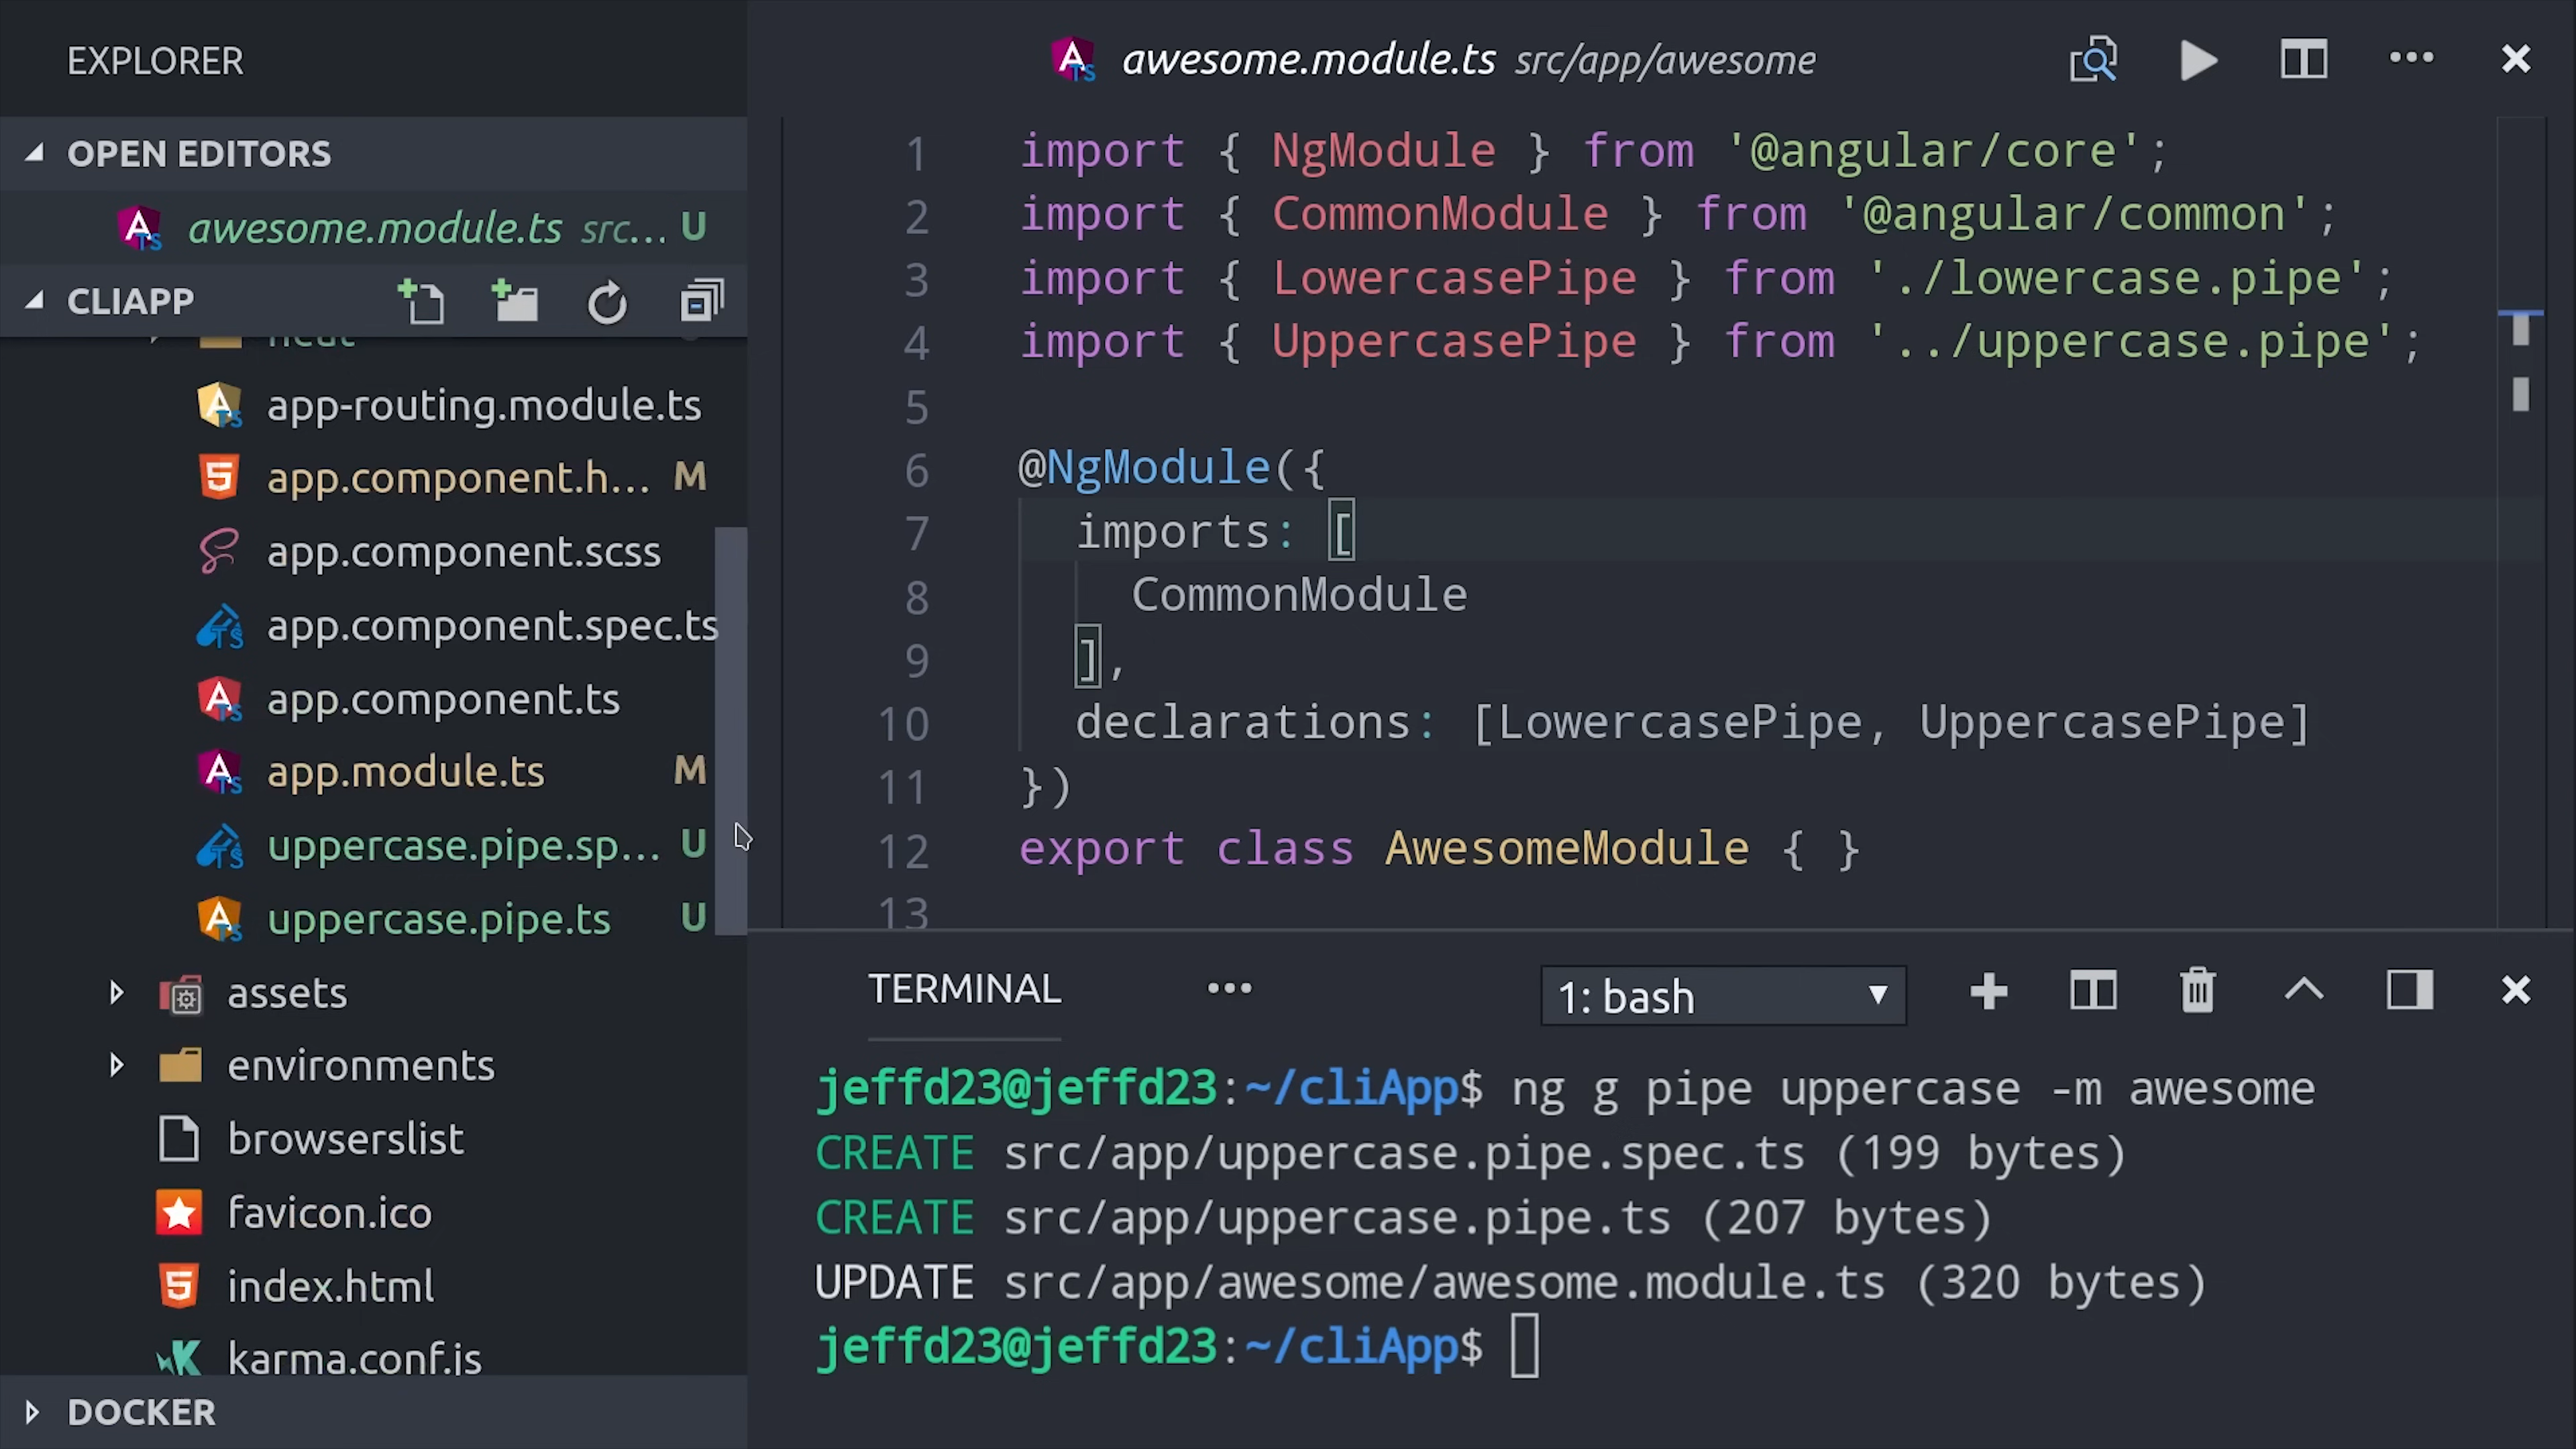 EXPLORER
OPEN EDITORS
awesome.module.ts src... U
CLIAPP
neat
app-routing.module.ts
app.component.h... M
app.component.scss
app.component.spec.ts
app.component.ts
app.module.ts M
uppercase.pipe.sp... U
uppercase.pipe.ts U
assets
environments
browserslist
favicon.ico
index.html
karma.conf.js
DOCKER
awesome.module.ts src/app/awesome
1 import { NgModule } from '@angular/core';
2 import { CommonModule } from '@angular/common';
3 import { LowercasePipe } from './lowercase.pipe';
4 import { UppercasePipe } from '../uppercase.pipe';
5
6 @NgModule({
7 imports: [
8 CommonModule
9 ],
10 declarations: [LowercasePipe, UppercasePipe]
11 })
12 export class AwesomeModule { }
13
TERMINAL ...
1: bash
jeffd23@jeffd23:~/cliApp$ ng g pipe uppercase -m awesome
CREATE src/app/uppercase.pipe.spec.ts (199 bytes)
CREATE src/app/uppercase.pipe.ts (207 bytes)
UPDATE src/app/awesome/awesome.module.ts (320 bytes)
jeffd23@jeffd23:~/cliApp$